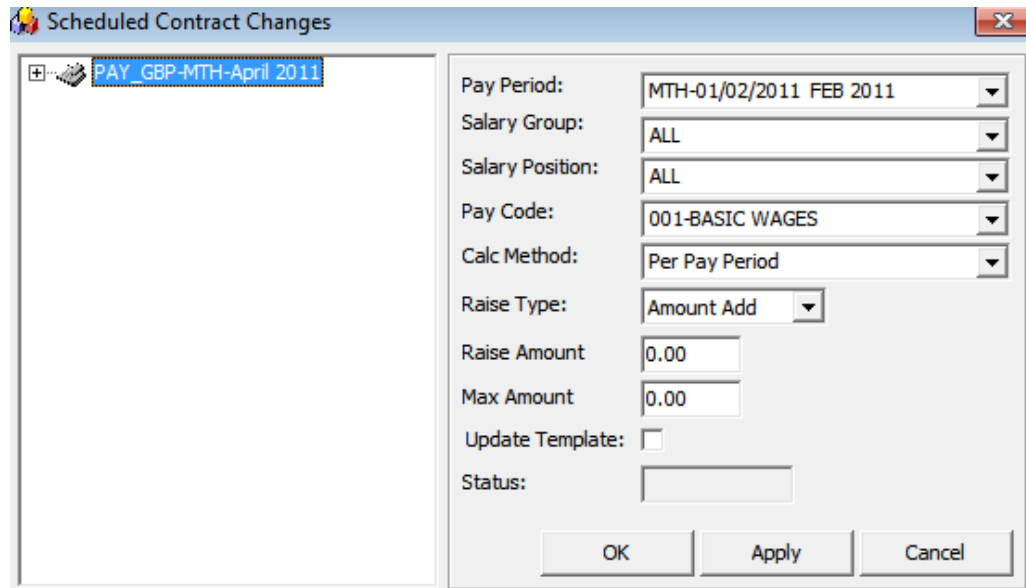 Scheduled Contract Changes
PAY_GBP-MTH-April 2011
Pay Period: MTH-01/02/2011 FEB 2011
Salary Group: ALL
Salary Position: ALL
Pay Code: 001-BASIC WAGES
Calc Method: Per Pay Period
Raise Type: Amount Add
Raise Amount 0.00
Max Amount 0.00
Update Template:
Status:
OK Apply Cancel